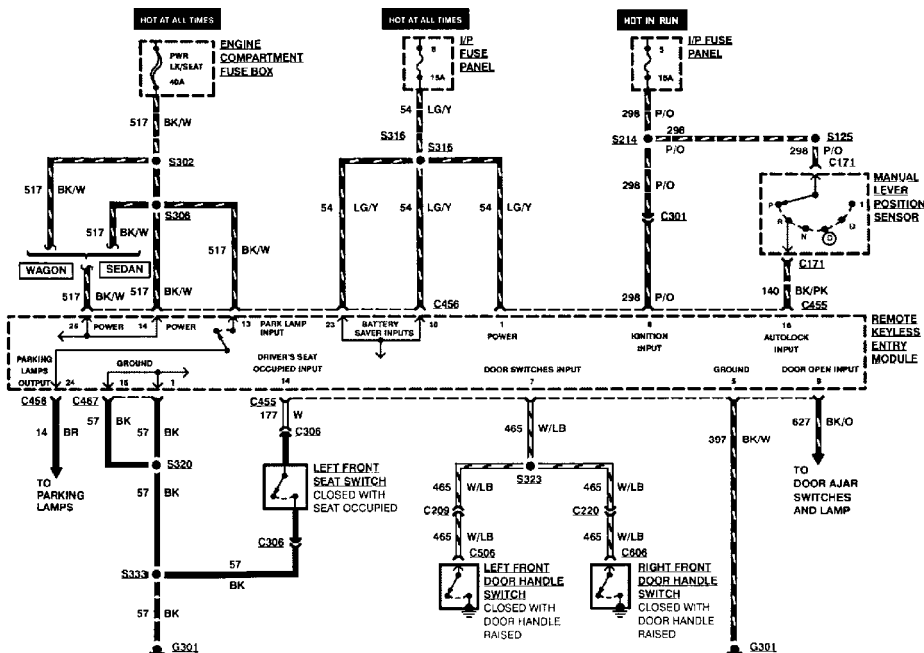 HOT AT ALL TIMES
HOT AT ALL TIMES
HOT IN RUN
PWR
LK/SEAT
40A
ENGINE
COMPARTMENT
FUSE BOX
8
15A
I/P
FUSE
PANEL
5
15A
I/P FUSE
PANEL
517 BK/W
54 LG/Y
298 P/O
S302
S316
S316
S214
298
P/O
S125
298 P/O
C171
517 BK/W
S306
517 BK/W
517 BK/W
54 LG/Y
54 LG/Y
54 LG/Y
298 P/O
C301
MANUAL
LEVER
POSITION
SENSOR
P
R
N
D
1
C171
WAGON
SEDAN
517 BK/W
517 BK/W
C456
298 P/O
140 BK/PK
C455
POWER
14
POWER
13
PARK LAMP
INPUT
23
BATTERY
SAVER INPUTS
10
1
POWER
IGNITION
INPUT
16
AUTOLOCK
INPUT
REMOTE
KEYLESS
ENTRY
MODULE
PARKING
LAMPS
OUTPUT
24
GROUND
1
DRIVER'S SEAT
OCCUPIED INPUT
14
DOOR SWITCHES INPUT
7
GROUND
5
DOOR OPEN INPUT
C467
C455
14 BR
57 BK
57 BK
177 W
C306
465 W/LB
397 BK/W
627 BK/O
TO
PARKING
LAMPS
S320
LEFT FRONT
SEAT SWITCH
CLOSED WITH
SEAT OCCUPIED
S323
465 W/LB
465 W/LB
C209
C220
TO
DOOR AJAR
SWITCHES
AND LAMP
57 BK
C306
465 W/LB
465 W/LB
C506
C606
S333
57
BK
LEFT FRONT
DOOR HANDLE
SWITCH
CLOSED WITH
DOOR HANDLE
RAISED
RIGHT FRONT
DOOR HANDLE
SWITCH
CLOSED WITH
DOOR HANDLE
RAISED
57 BK
G301
G301